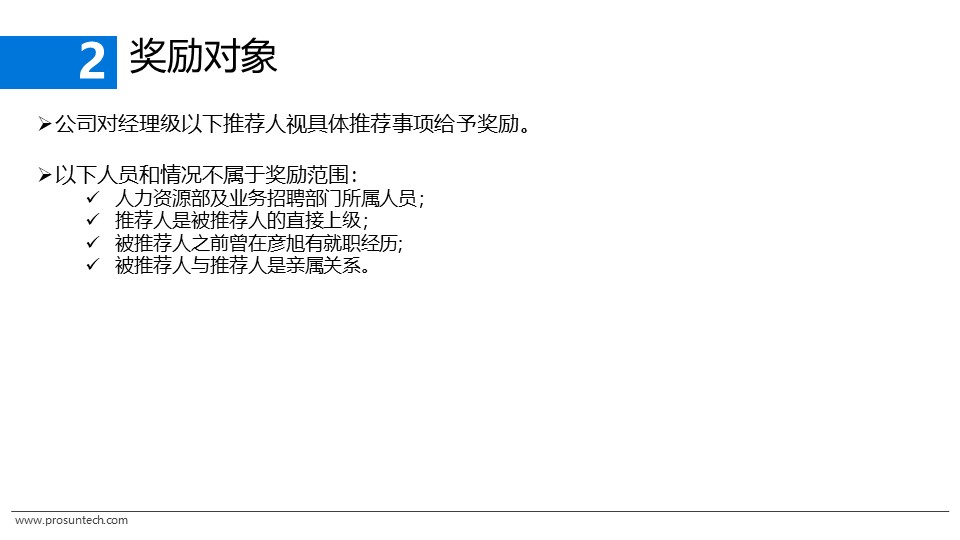 2 奖励对象
➢公司对经理级以下推荐人视具体推荐事项给予奖励。
➢以下人员和情况不属于奖励范围：
✓ 人力资源部及业务招聘部门所属人员；
✓ 推荐人是被推荐人的直接上级；
✓ 被推荐人之前曾在彦旭有就职经历;
✓ 被推荐人与推荐人是亲属关系。
www.prosuntech.com